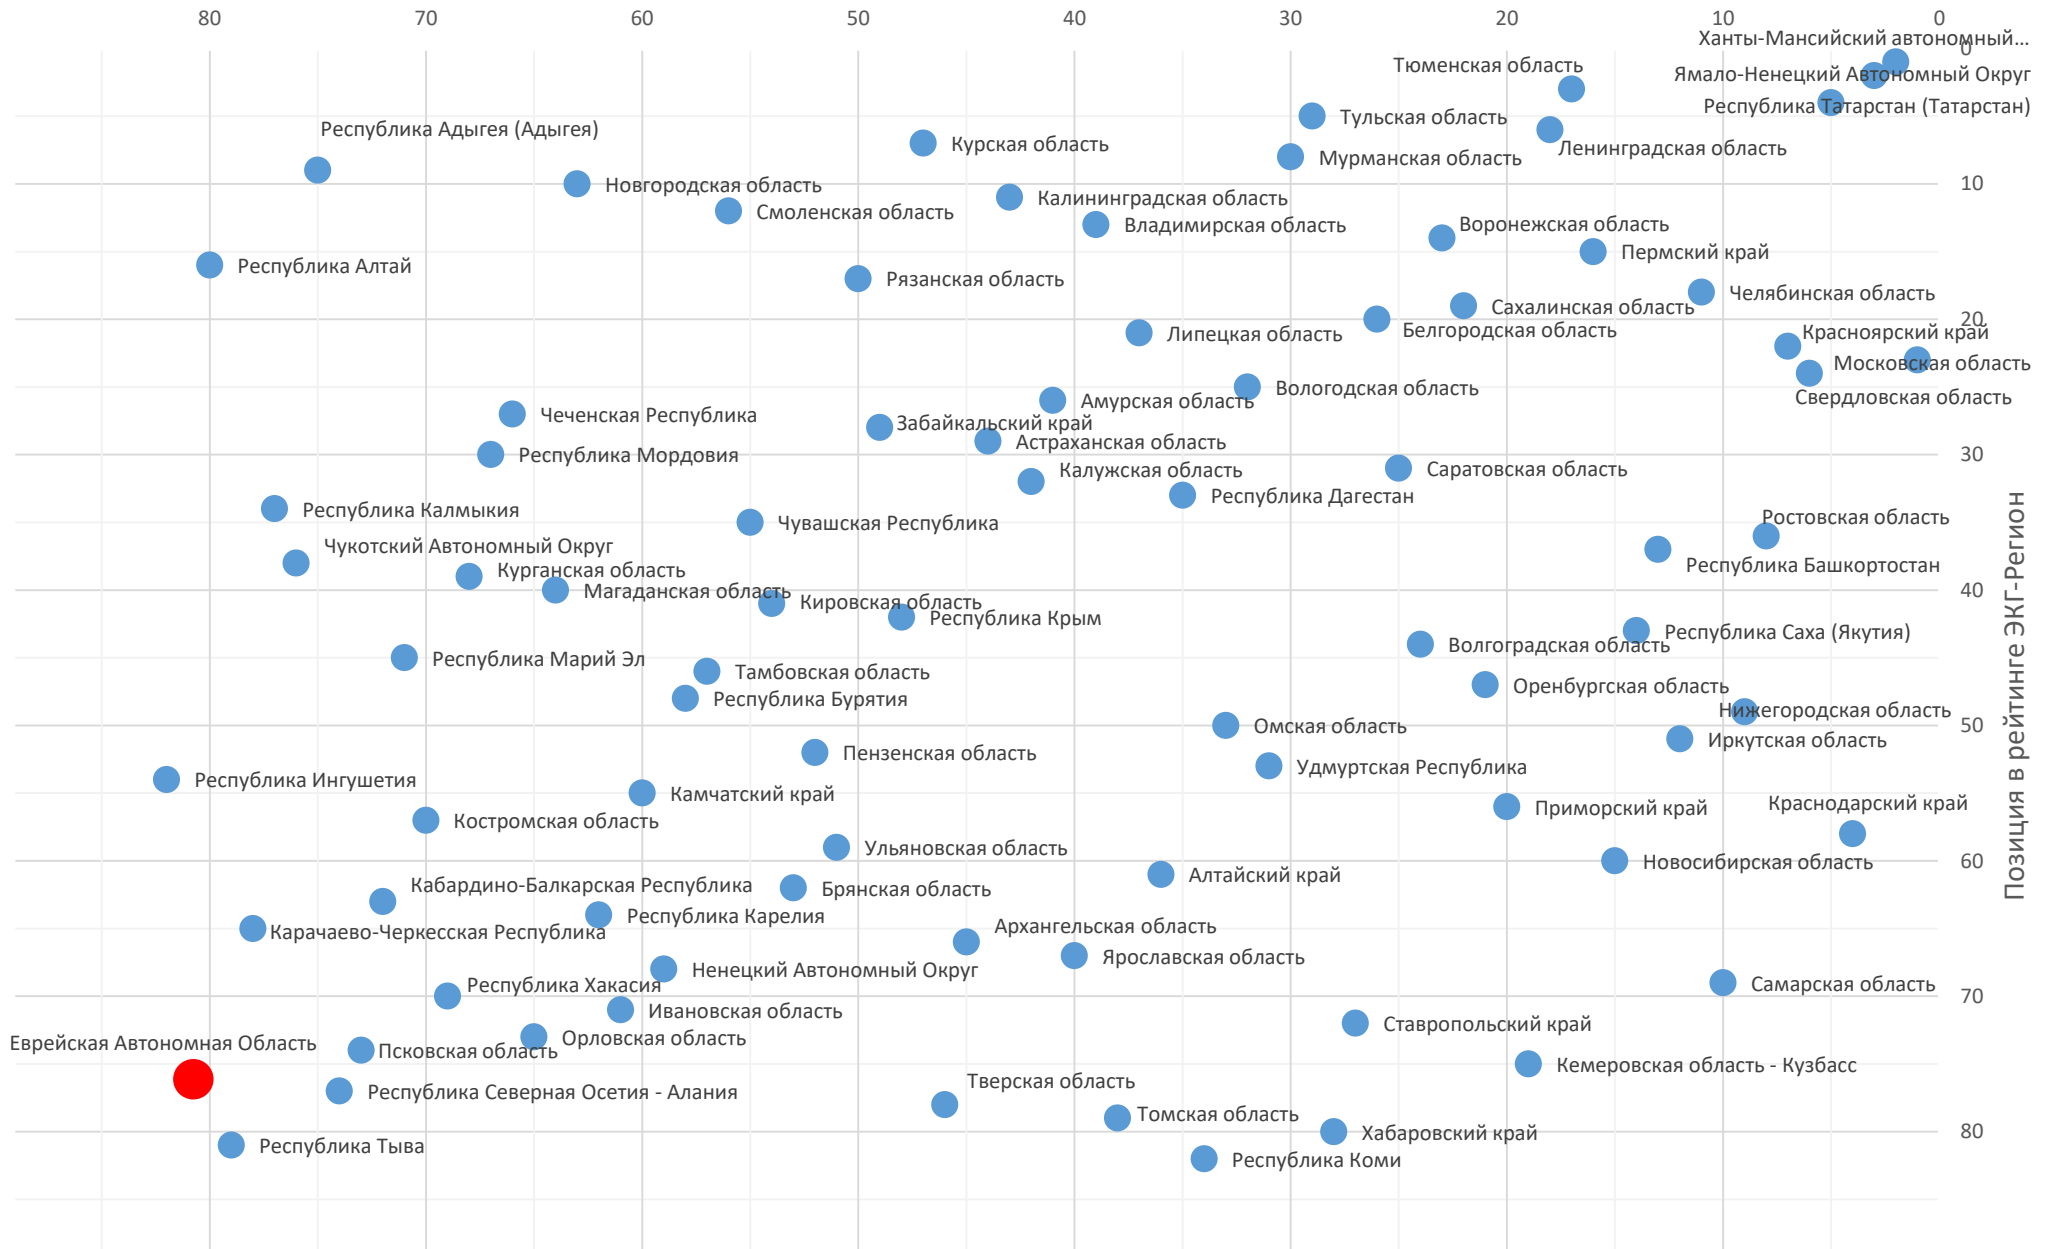 80 70 60 50 40 30 20 10 0
Ханты-Мансийский автономный...
0
Тюменская область
Ямало-Ненецкий Автономный Округ
Республика Татарстан (Татарстан)
Тульская область
Республика Адыгея (Адыгея)
Курская область
Ленинградская область
Мурманская область
Новгородская область
10
Калининградская область
Смоленская область
Владимирская область
Воронежская область
Пермский край
Республика Алтай
Рязанская область
Челябинская область
Сахалинская область
20
Белгородская область
Липецкая область
Красноярский край
Московская область
Вологодская область
Свердловская область
Амурская область
Чеченская Республика
Забайкальский край
Астраханская область
Республика Мордовия
30
Калужская область
Саратовская область
Республика Дагестан
Республика Калмыкия
Ростовская область
Чувашская Республика
Чукотский Автономный Округ
Республика Башкортостан
Курганская область
Магаданская область
40
Кировская область
Республика Крым
Республика Саха (Якутия)
Волгоградская область
Республика Марий Эл
Тамбовская область
Оренбургская область
Республика Бурятия
Нижегородская область
50
Омская область
Иркутская область
Пензенская область
Удмуртская Республика
Республика Ингушетия
Камчатский край
Краснодарский край
Приморский край
Костромская область
Ульяновская область
60
Новосибирская область
Алтайский край
Кабардино-Балкарская Республика
Брянская область
Республика Карелия
Архангельская область
Карачаево-Черкесская Республика
Ярославская область
Ненецкий Автономный Округ
Самарская область
Республика Хакасия
70
Ивановская область
Ставропольский край
Орловская область
Еврейская Автономная Область
Псковская область
Кемеровская область - Кузбасс
Тверская область
Республика Северная Осетия - Алания
Томская область
Хабаровский край
80
Республика Тыва
Республика Коми
Позиция в рейтинге ЭКГ-Регион